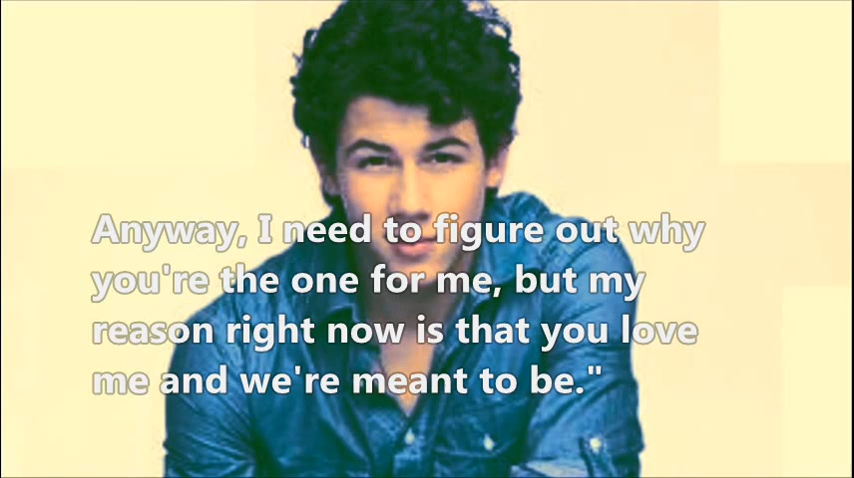 Anyway, I need to figure out why
you're the one for me, but my
reason right now is that you love
me and we're meant to be."